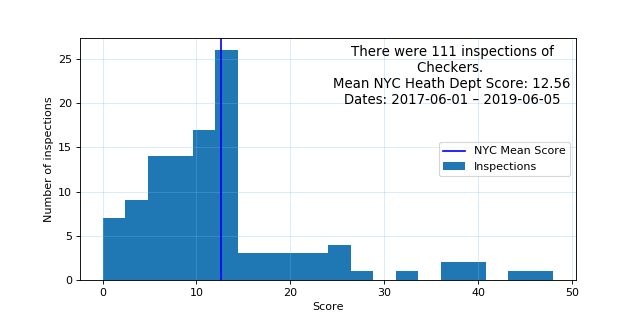 There were 111 inspections of
Checkers.
Mean NYC Heath Dept Score: 12.56
Dates: 2017-06-01 – 2019-06-05
NYC Mean Score
Inspections
Number of inspections
25
20
15
10
5
0
0 10 20 30 40 50
Score